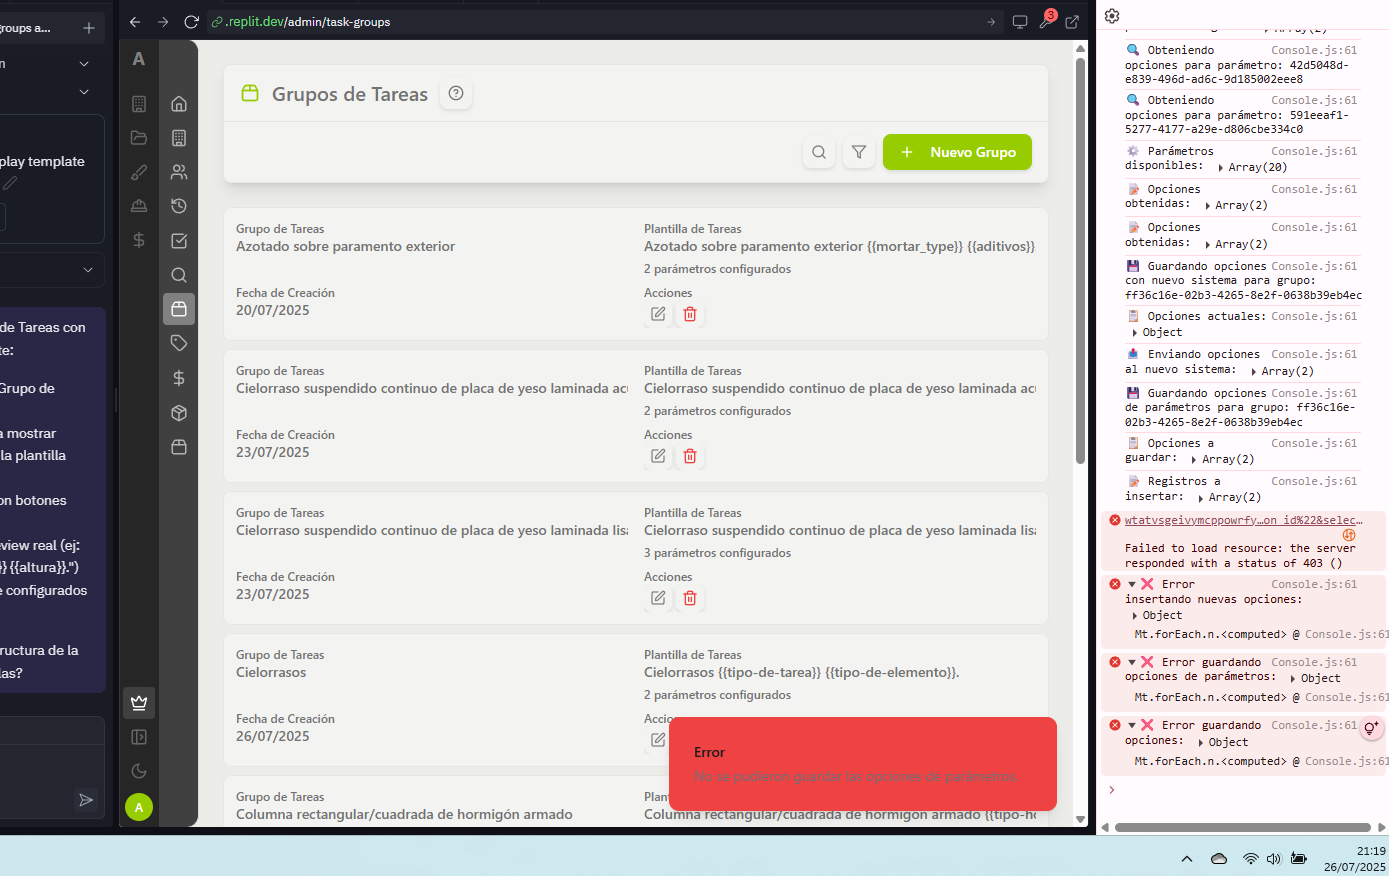 groups a...
n
play template
de Tareas con
te:
Grupo de
a mostrar
la plantilla
on botones
view real (ej:
}} {{altura}}.")
e configurados
ructura de la
las?
.replit.dev/admin/task-groups
3
A
A
Grupos de Tareas
Nuevo Grupo
Grupo de Tareas
Azotado sobre paramento exterior
Plantilla de Tareas
Azotado sobre paramento exterior {{mortar_type}} {{aditivos}}
2 parámetros configurados
Fecha de Creación
20/07/2025
Acciones
Grupo de Tareas
Cielorraso suspendido continuo de placa de yeso laminada acu
Plantilla de Tareas
Cielorraso suspendido continuo de placa de yeso laminada acu
2 parámetros configurados
Fecha de Creación
23/07/2025
Acciones
Grupo de Tareas
Cielorraso suspendido continuo de placa de yeso laminada lisa
Plantilla de Tareas
Cielorraso suspendido continuo de placa de yeso laminada lisa
3 parámetros configurados
Fecha de Creación
23/07/2025
Acciones
Grupo de Tareas
Cielorrasos
Plantilla de Tareas
Cielorrasos {{tipo-de-tarea}} {{tipo-de-elemento}}.
2 parámetros configurados
Fecha de Creación
26/07/2025
Accio
Grupo de Tareas
Columna rectangular/cuadrada de hormigón armado
Plant
Columna rectangular/cuadrada de hormigón armado {{tipo-ho
Error
No se pudieron guardar las opciones de parámetros.
Array(2)
Obteniendo Console.js:61
opciones para parámetro: 42d5048d-
e839-496d-ad6c-9d185002eee8
Obteniendo Console.js:61
opciones para parámetro: 591eeaf1-
5277-4177-a29e-d806cbe334c0
Parámetros Console.js:61
disponibles: Array(20)
Opciones Console.js:61
obtenidas: Array(2)
Opciones Console.js:61
obtenidas: Array(2)
Guardando opciones Console.js:61
con nuevo sistema para grupo:
ff36c16e-02b3-4265-8e2f-0638b39eb4ec
Opciones actuales: Console.js:61
Object
Enviando opciones Console.js:61
al nuevo sistema: Array(2)
Guardando opciones Console.js:61
de parámetros para grupo: ff36c16e-
02b3-4265-8e2f-0638b39eb4ec
Opciones a Console.js:61
guardar: Array(2)
Registros a Console.js:61
insertar: Array(2)
wtatvsgeivymcppowrfy…on_id%22&selec…
Failed to load resource: the server
responded with a status of 403 ()
Error Console.js:61
insertando nuevas opciones:
Object
Mt.forEach.n.<computed> @ Console.js:61
Error guardando Console.js:61
opciones de parámetros: Object
Mt.forEach.n.<computed> @ Console.js:61
Error guardando Console.js:61
opciones: Object
Mt.forEach.n.<computed> @ Console.js:61
21:19
26/07/2025